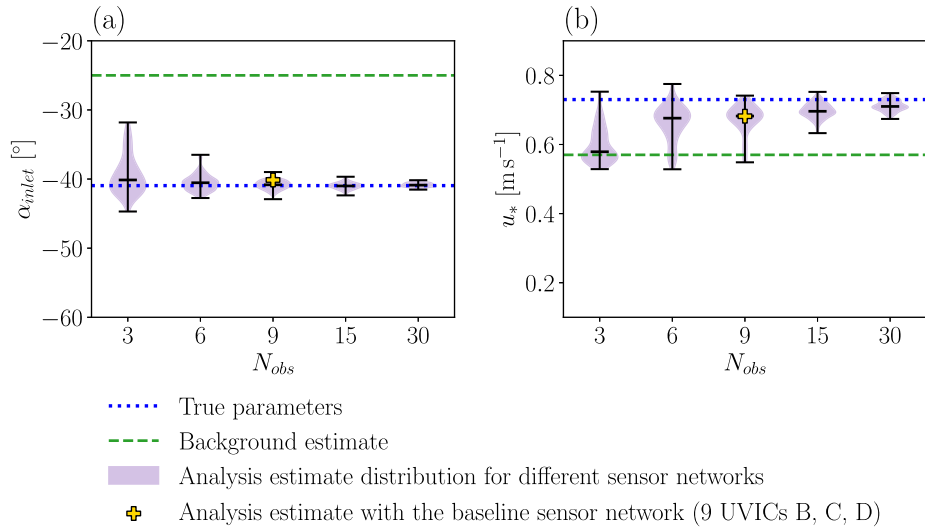 (a)
−20
−30
−40
−50
−60
α_inlet [°]
3 6 9 15 30
N_obs
(b)
0.8
0.6
0.4
0.2
u_* [m s⁻¹]
3 6 9 15 30
N_obs
True parameters
Background estimate
Analysis estimate distribution for different sensor networks
Analysis estimate with the baseline sensor network (9 UVICs B, C, D)